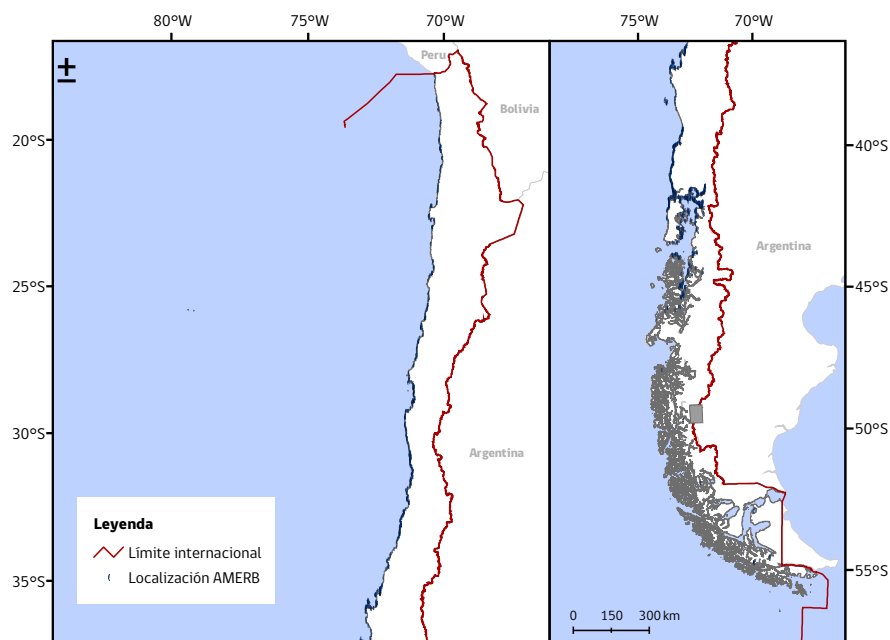 80°W 75°W 70°W 75°W 70°W
Peru
Bolivia
20°S
40°S
Argentina
25°S
45°S
30°S
50°S
Argentina
Leyenda
Límite internacional
Localización AMERB
35°S
55°S
0 150 300 km